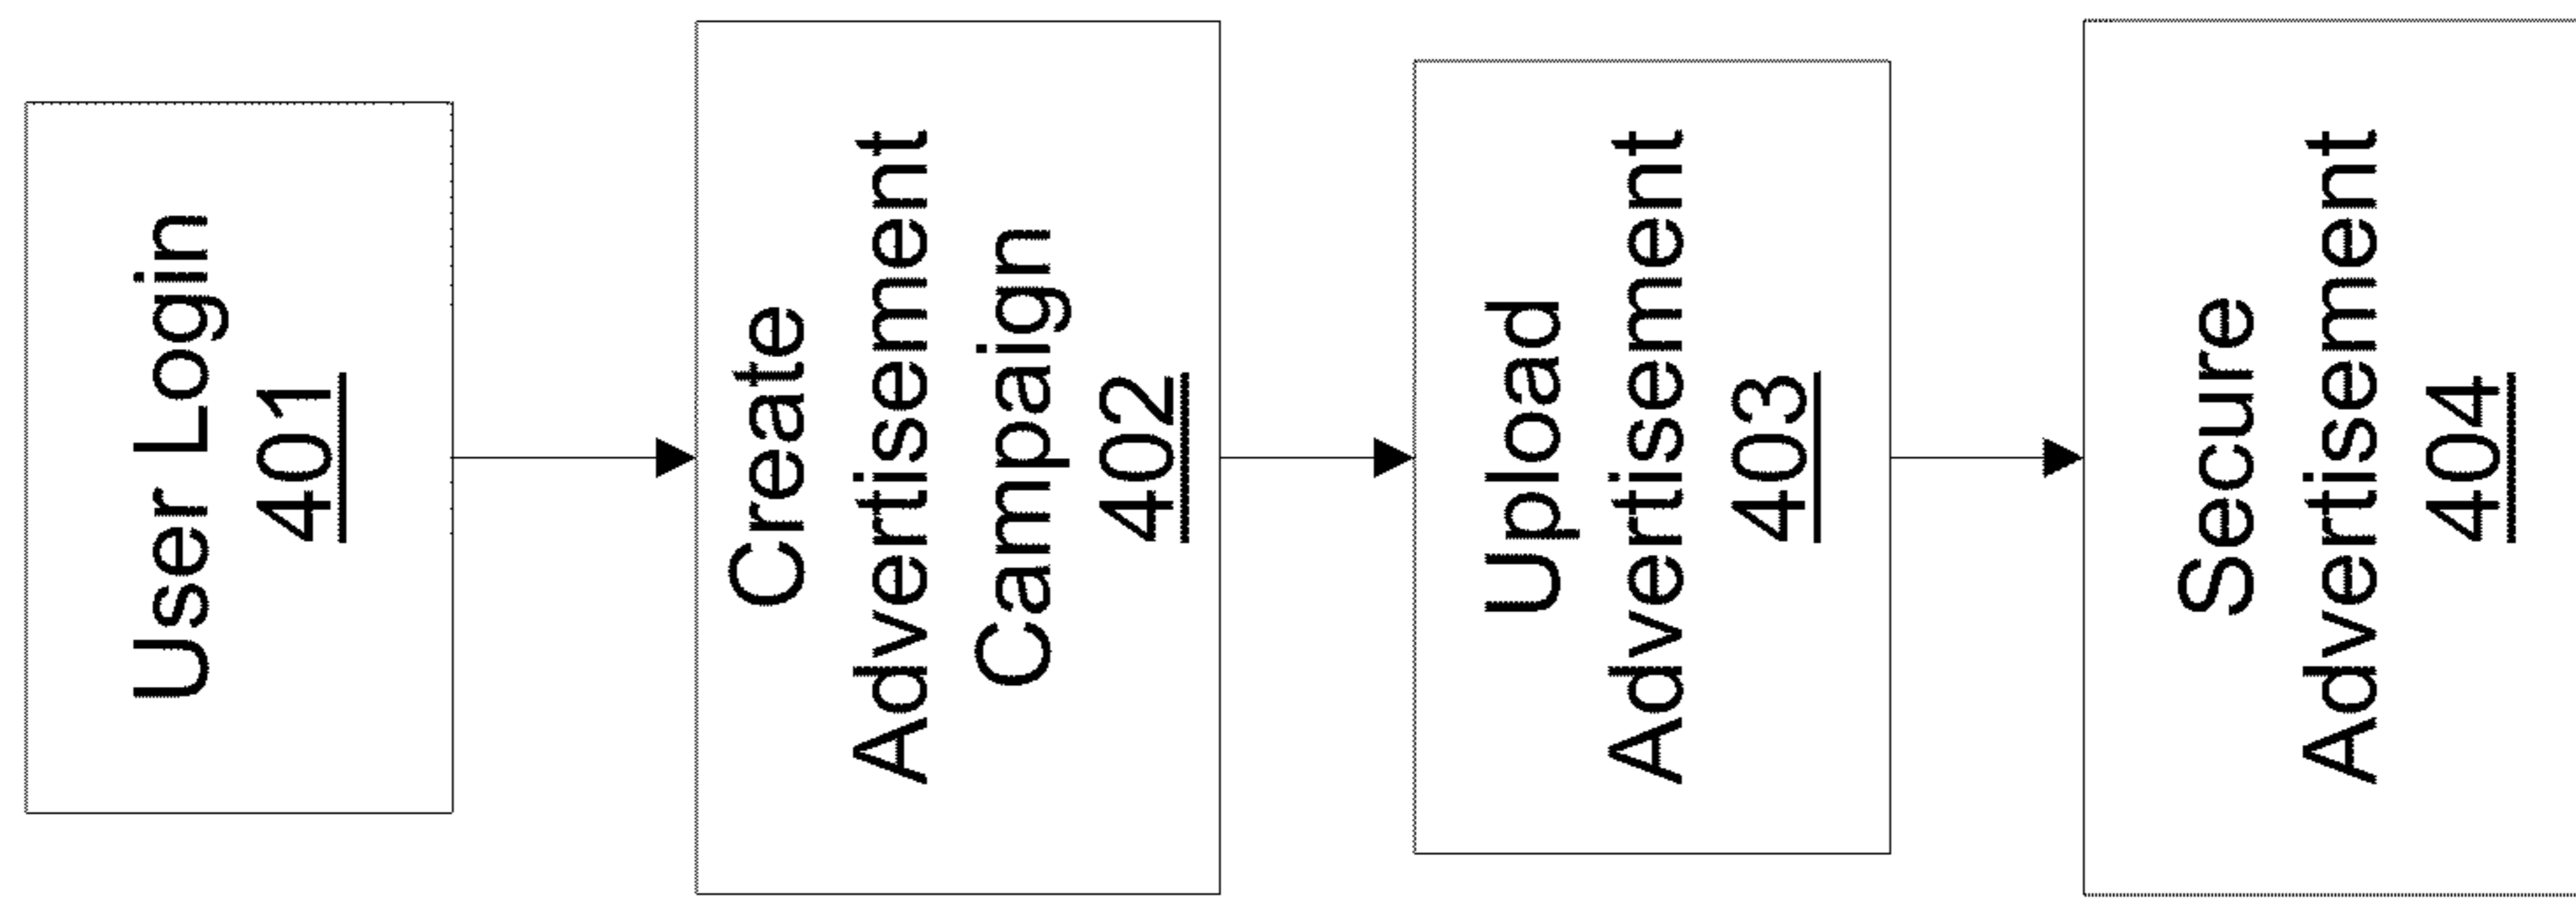 User Login
401
Create
Advertisement
Campaign
402
Upload
Advertisement
403
Secure
Advertisement
404